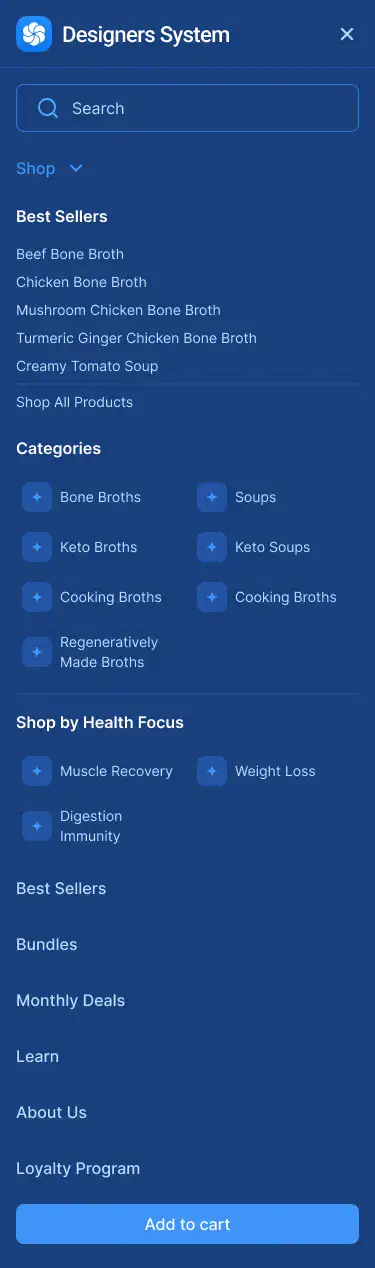 Designers System
Search
Shop
Best Sellers
Beef Bone Broth
Chicken Bone Broth
Mushroom Chicken Bone Broth
Turmeric Ginger Chicken Bone Broth
Creamy Tomato Soup
Shop All Products
Categories
Bone Broths
Soups
Keto Broths
Keto Soups
Cooking Broths
Cooking Broths
Regeneratively
Made Broths
Shop by Health Focus
Muscle Recovery
Weight Loss
Digestion
Immunity
Best Sellers
Bundles
Monthly Deals
Learn
About Us
Loyalty Program
Add to cart